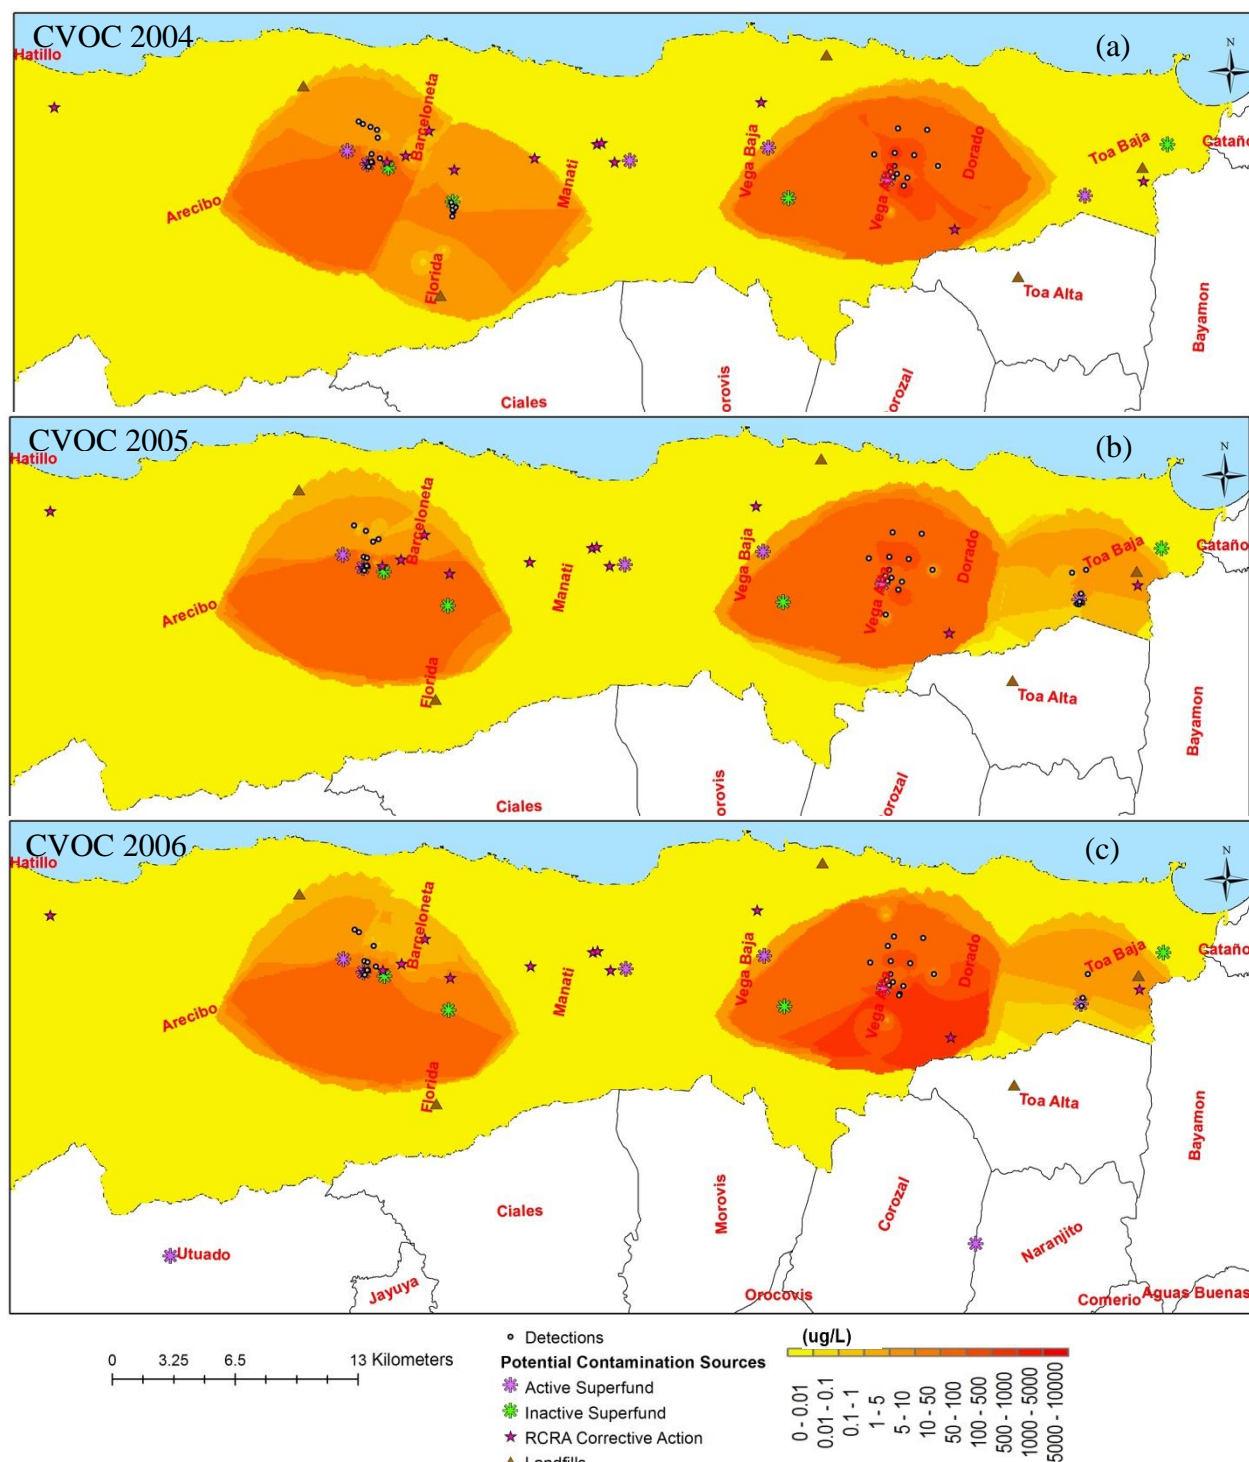 CVOC 2004
(a)
N
Hatillo
Barceloneta
Vega Baja
Dorado
Toa Baja
Cataño
Manati
Arecibo
Vega Alta
Florida
Toa Alta
Bayamon
Ciales
orovis
orozal
CVOC 2005
(b)
N
Hatillo
Barceloneta
Vega Baja
Dorado
Toa Baja
Cataño
Manati
Arecibo
Vega Alta
Florida
Toa Alta
Bayamon
Ciales
orovis
orozal
CVOC 2006
(c)
N
Hatillo
Barceloneta
Vega Baja
Dorado
Toa Baja
Cataño
Manati
Arecibo
Vega Alta
Florida
Toa Alta
Bayamon
Ciales
Morovis
Corozal
Naranjito
Utuado
Jayuya
Orocovis
Comerio
Aguas Buenas
0 3.25 6.5 13 Kilometers
Detections
Potential Contamination Sources
Active Superfund
Inactive Superfund
RCRA Corrective Action
Landfills
(ug/L)
0 - 0.01
0.01 - 0.1
0.1 - 1
1 - 5
5 - 10
10 - 50
50 - 100
100 - 500
500 - 1000
1000 - 5000
5000 - 10000